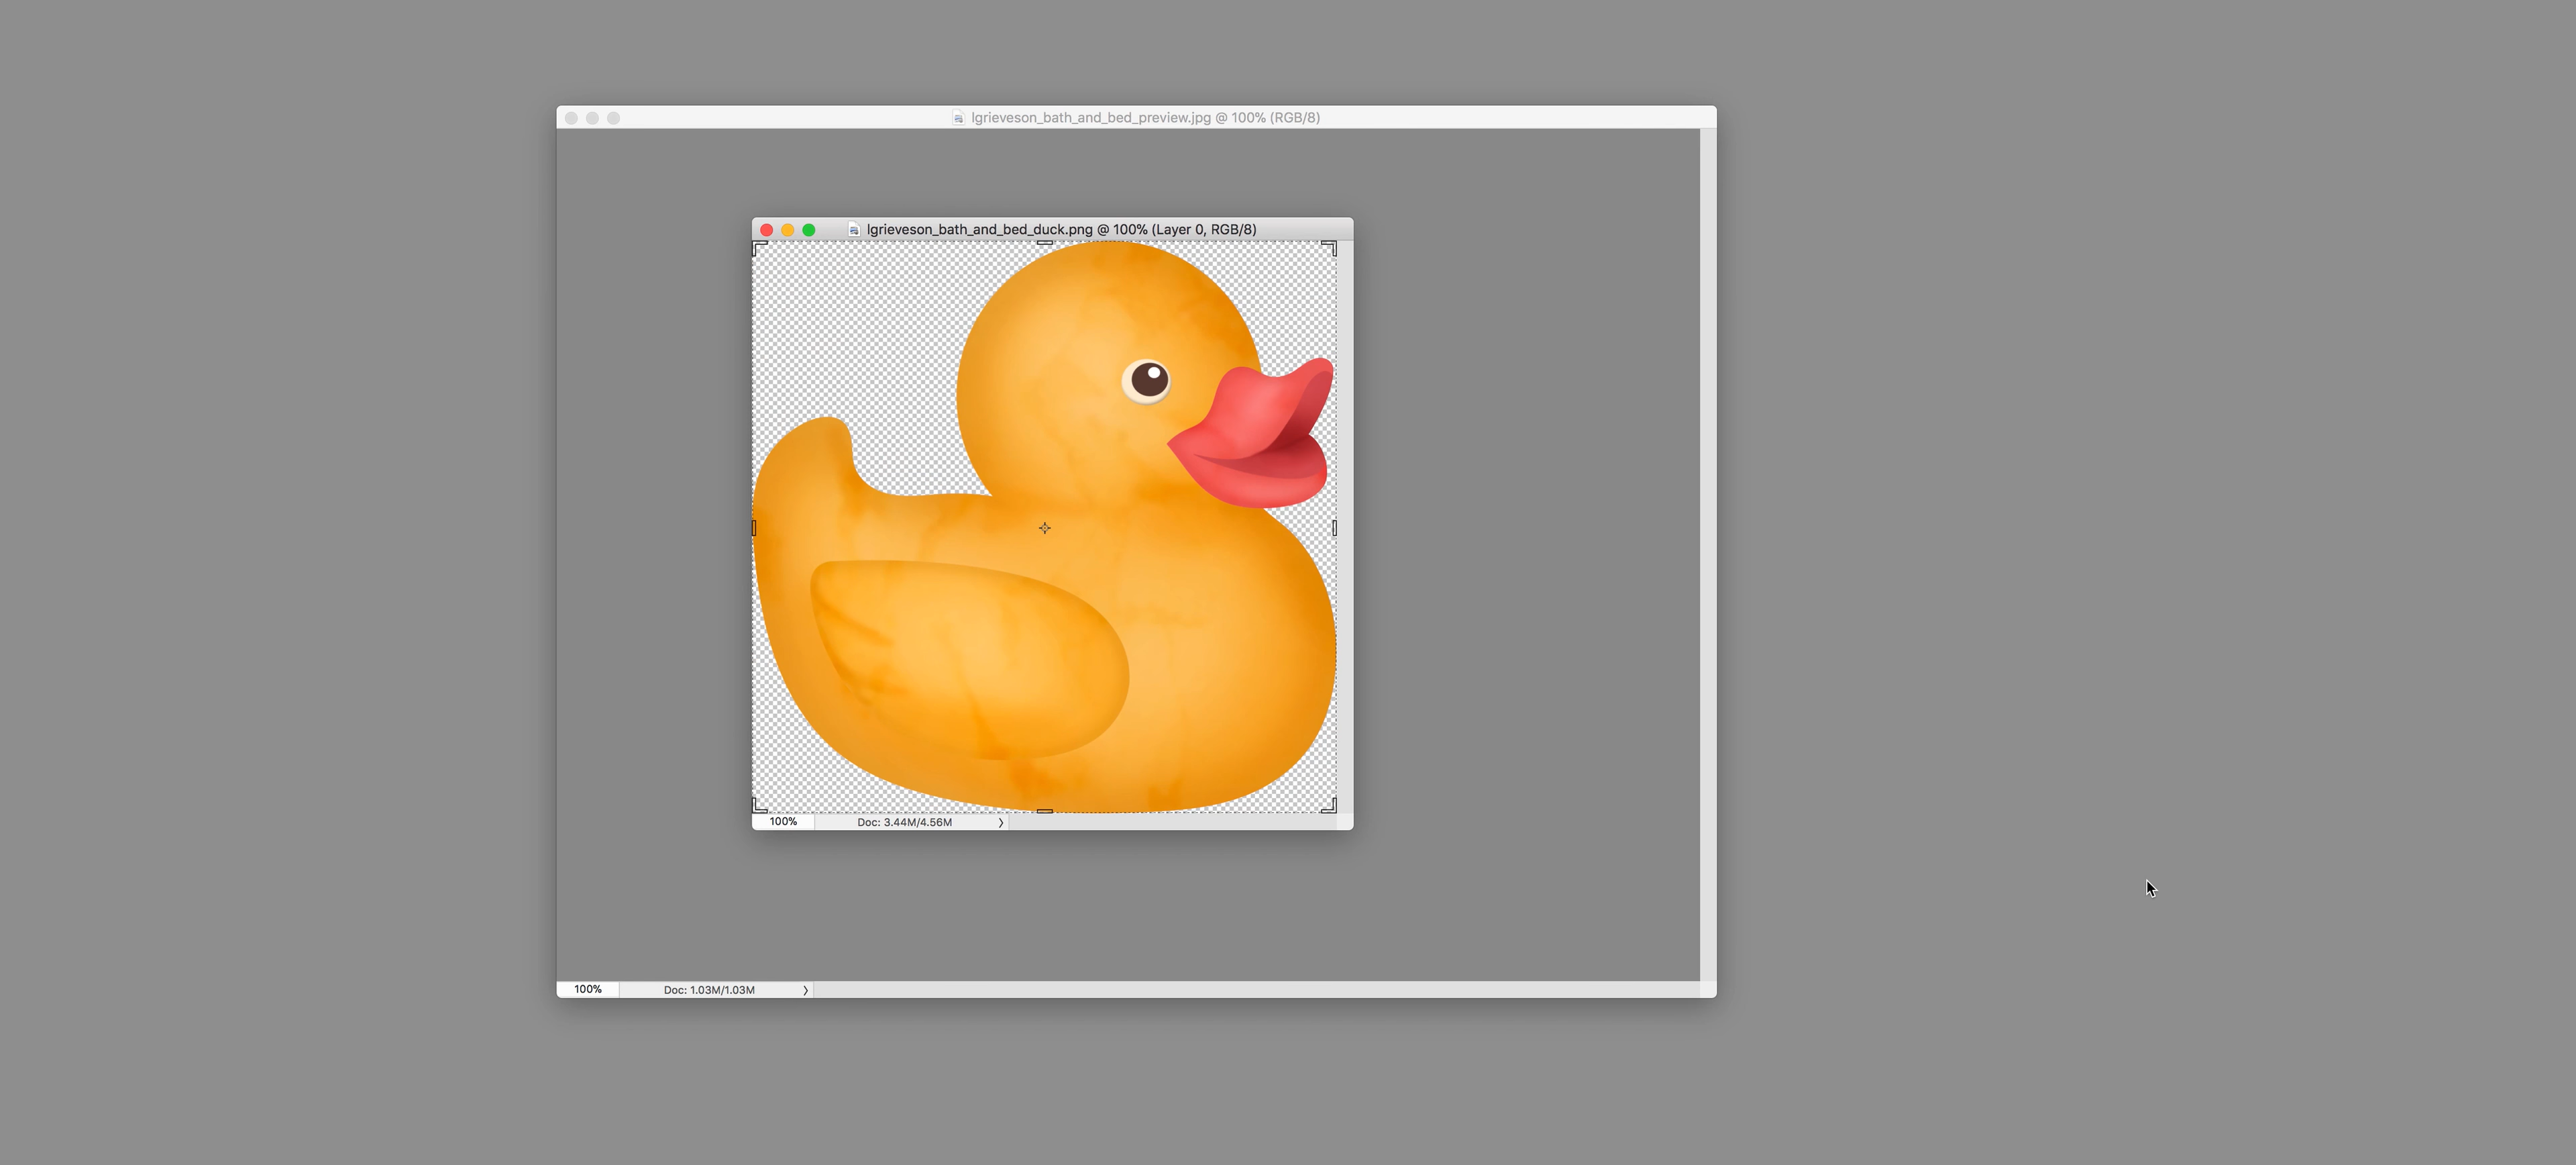 lgrieveson_bath_and_bed_preview.jpg @ 100% (RGB/8)
lgrieveson_bath_and_bed_duck.png @ 100% (Layer 0, RGB/8)
100% Doc: 3.44M/4.56M
100% Doc: 1.03M/1.03M